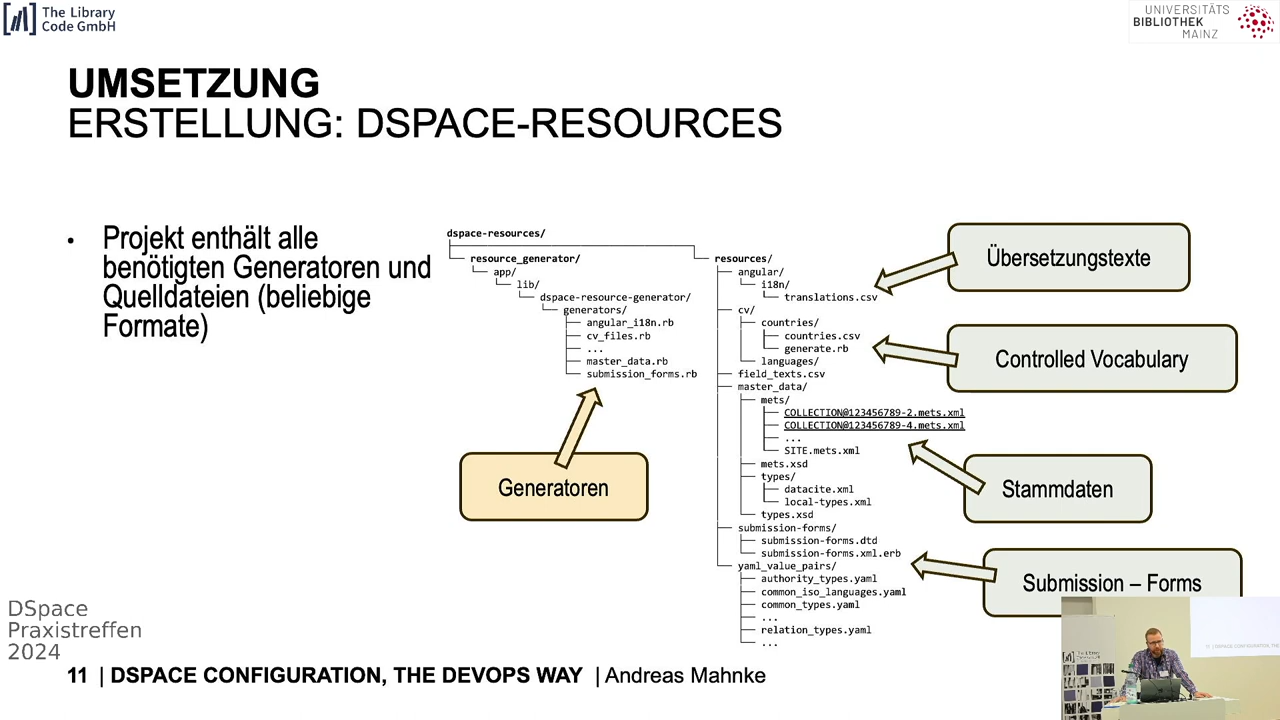 The Library
Code GmbH
UNIVERSITÄTS
BIBLIOTHEK
MAINZ
UMSETZUNG
ERSTELLUNG: DSPACE-RESOURCES
• Projekt enthält alle
benötigten Generatoren und
Quelldateien (beliebige
Formate)
dspace-resources/
resource_generator/
app/
lib/
dspace-resource-generator/
generators/
angular_i18n.rb
cv_files.rb
...
master_data.rb
submission_forms.rb
Generatoren
resources/
angular/
i18n/
translations.csv
cv/
countries/
countries.csv
generate.rb
languages/
field_texts.csv
master_data/
mets/
COLLECTION@123456789-2.mets.xml
COLLECTION@123456789-4.mets.xml
...
SITE.mets.xml
mets.xsd
types/
datacite.xml
local-types.xml
types.xsd
submission-forms/
submission-forms.dtd
submission-forms.xml.erb
yaml_value_pairs/
authority_types.yaml
common_iso_languages.yaml
common_types.yaml
...
relation_types.yaml
...
Übersetzungstexte
Controlled Vocabulary
Stammdaten
Submission – Forms
DSpace
Praxistreffen
2024
11 | DSPACE CONFIGURATION, THE DEVOPS WAY | Andreas Mahnke